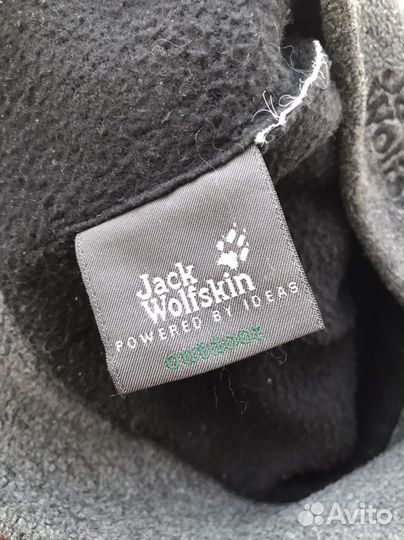 Jack
Wolfskin
POWERED BY IDEAS
outdoor
Avito